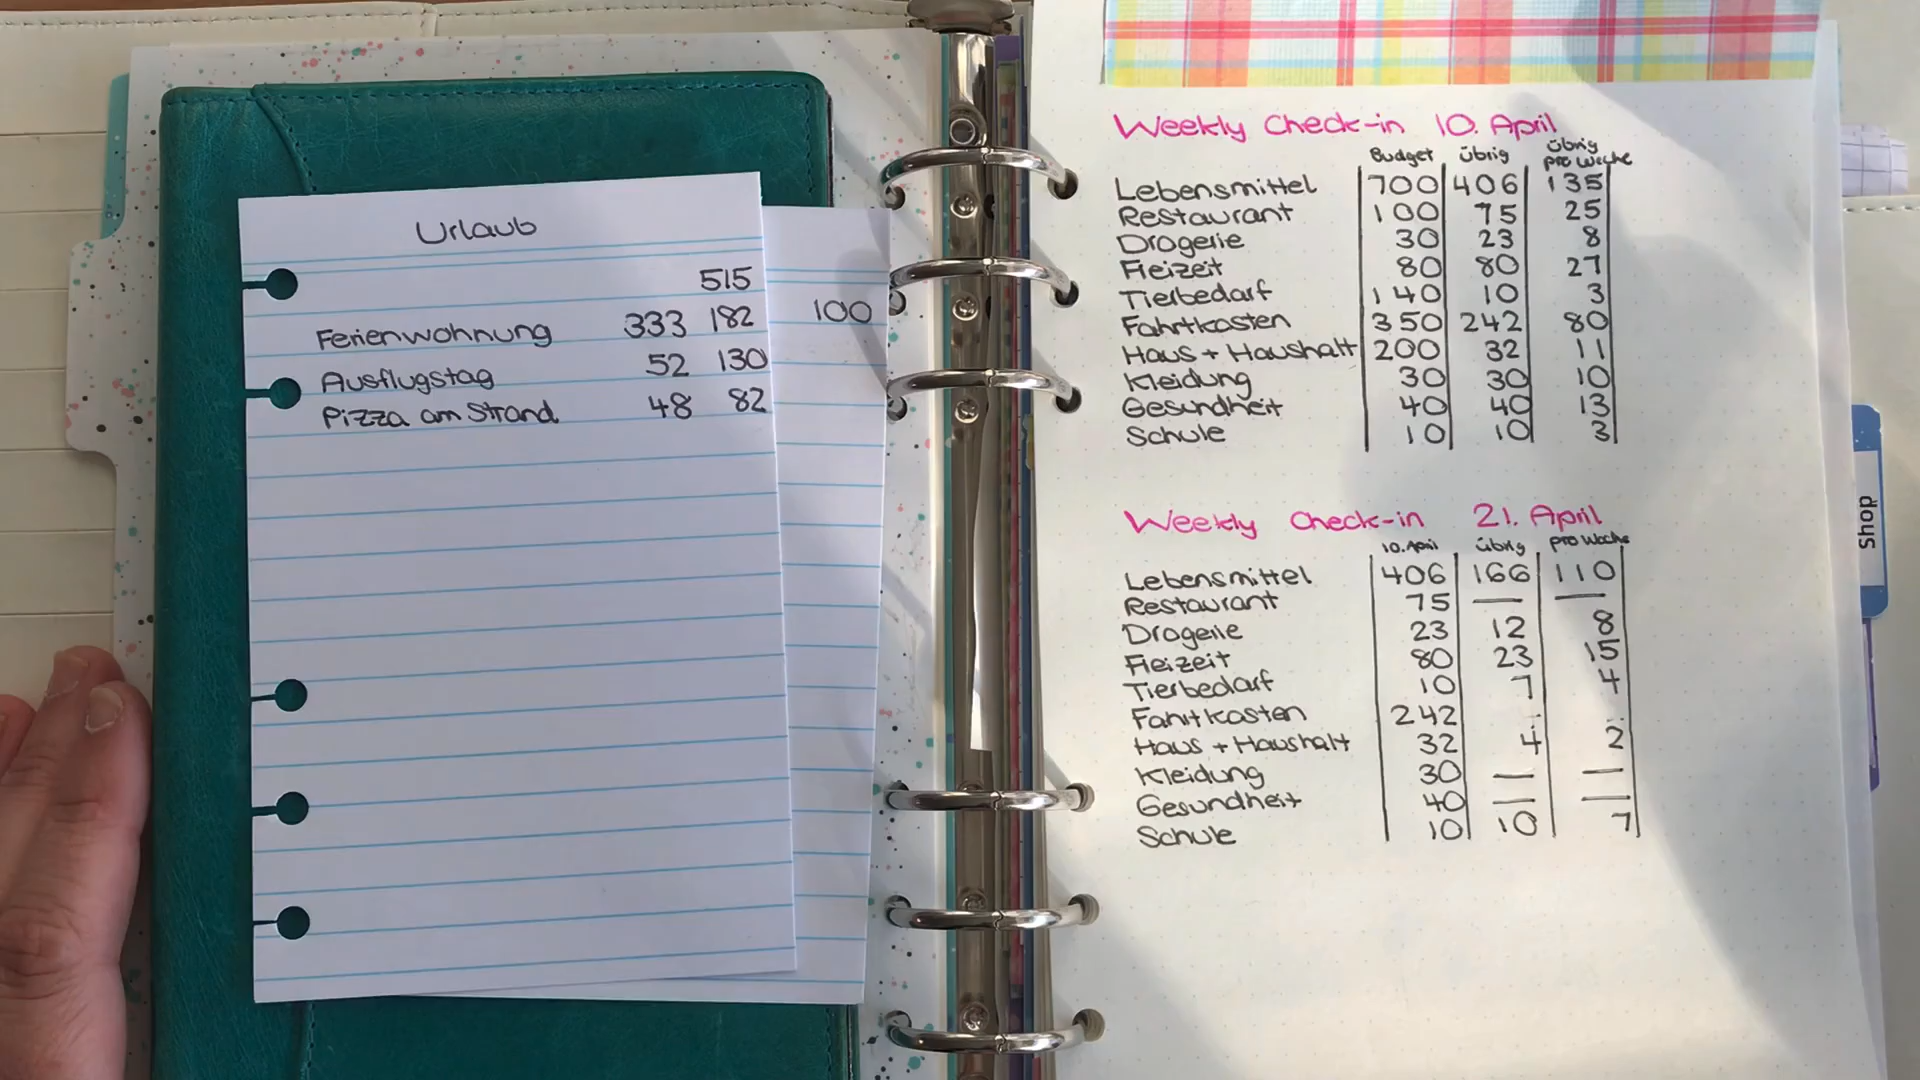 Urlaub
515
Ferienwohnung 333 182
Ausflugstag 52 130
Pizza am Strand 48 82
100
Weekly Check-in 10. April
Budget übrig übrig pro Woche
Lebensmittel 700 406 135
Restaurant 100 75 25
Drogerie 30 23 8
Freizeit 80 80 27
Tierbedarf 140 10 3
Fahrtkosten 350 242 80
Haus + Haushalt 200 32 11
Kleidung 30 30 10
Gesundheit 40 40 13
Schule 10 10 3
Weekly Check-in 21. April
10. April übrig pro Woche
Lebensmittel 406 166 110
Restaurant 75 — —
Drogerie 23 12 8
Freizeit 80 23 15
Tierbedarf 10 7 4
Fahrtkosten 242
Haus + Haushalt 32 4 2
Kleidung 30 — —
Gesundheit 40 — —
Schule 10 10 7
Shop